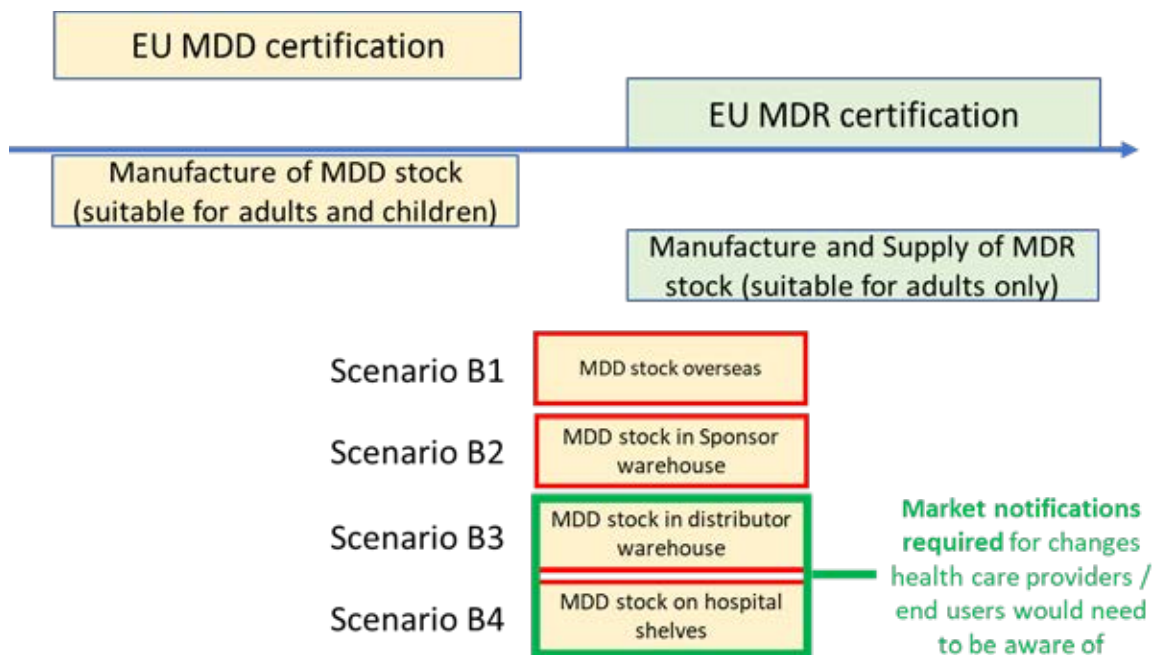 EU MDD certification
EU MDR certification
Manufacture of MDD stock
(suitable for adults and children)
Manufacture and Supply of MDR
stock (suitable for adults only)
Scenario B1
MDD stock overseas
Scenario B2
MDD stock in Sponsor
warehouse
Scenario B3
MDD stock in distributor
warehouse
Scenario B4
MDD stock on hospital
shelves
Market notifications
required for changes
health care providers /
end users would need
to be aware of